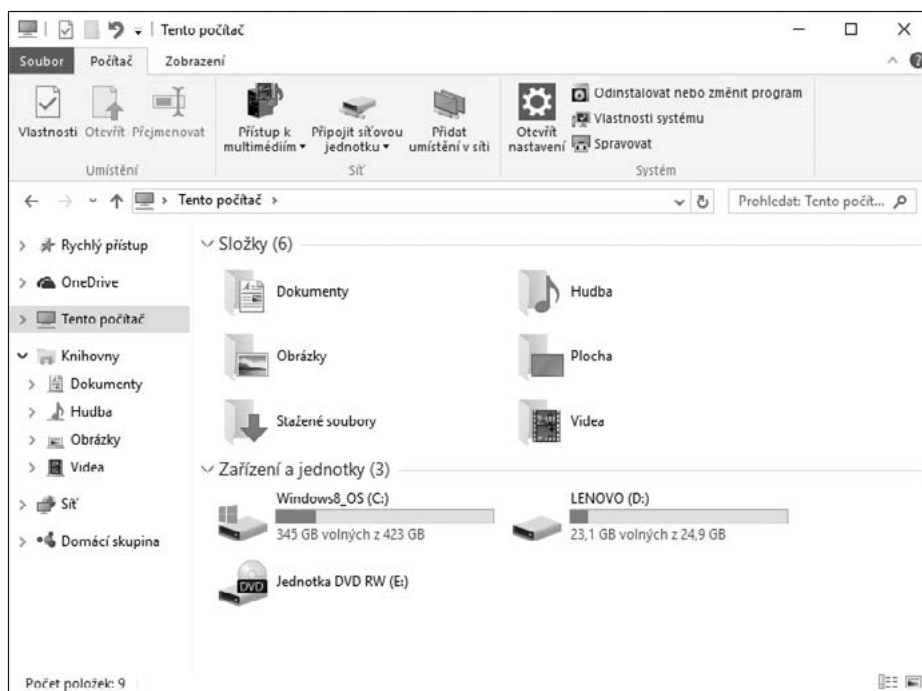 Tento počítač
Soubor Počítač Zobrazení
Vlastnosti Otevřít Přejmenovat
Umístění
Přístup k multimédiím
Připojit síťovou jednotku
Přidat umístění v síti
Síť
Otevřít nastavení
Odinstalovat nebo změnit program
Vlastnosti systému
Spravovat
Systém
Tento počítač
Prohledat: Tento počít...
Rychlý přístup
OneDrive
Tento počítač
Knihovny
Dokumenty
Hudba
Obrázky
Videa
Síť
Domácí skupina
Složky (6)
Dokumenty
Hudba
Obrázky
Plocha
Stažené soubory
Videa
Zařízení a jednotky (3)
Windows8_OS (C:)
345 GB volných z 423 GB
LENOVO (D:)
23,1 GB volných z 24,9 GB
DVD
Jednotka DVD RW (E:)
Počet položek: 9